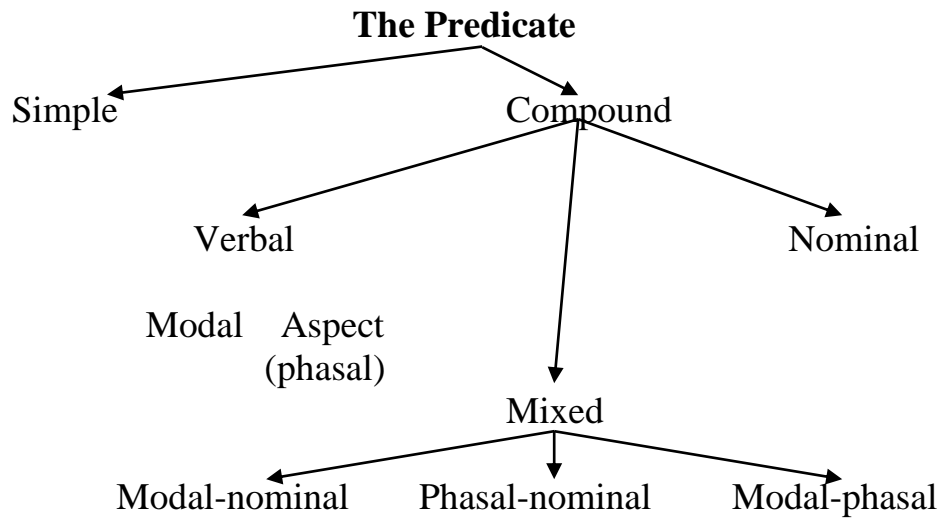 The Predicate
Simple Compound
Verbal Nominal
Modal Aspect
(phasal)
Mixed
Modal-nominal Phasal-nominal Modal-phasal